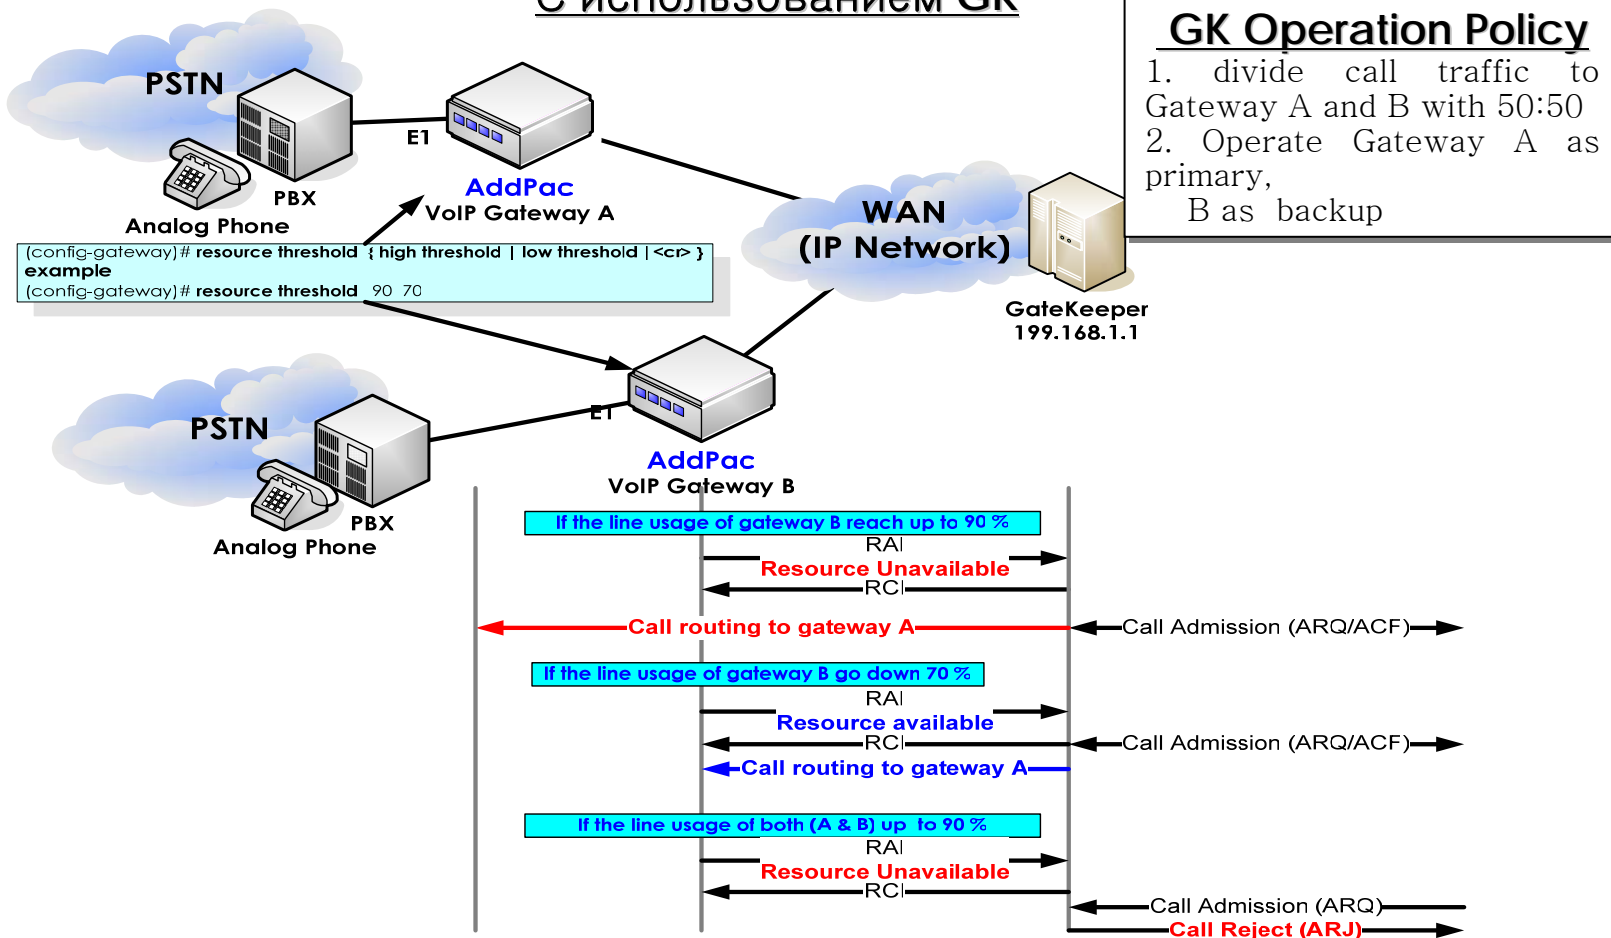 С использованием GK
GK Operation Policy
1. divide call traffic to
Gateway A and B with 50:50
2. Operate Gateway A as
primary,
B as backup
PSTN
E1
PBX
Analog Phone
AddPac
VoIP Gateway A
WAN
(IP Network)
GateKeeper
199.168.1.1
(config-gateway)# resource threshold { high threshold | low threshold |<cr> }
example
(config-gateway)# resource threshold 90 70
PSTN
E1
PBX
Analog Phone
AddPac
VoIP Gateway B
If the line usage of gateway B reach up to 90 %
RAI
Resource Unavailable
RCI
Call routing to gateway A
Call Admission (ARQ/ACF)
If the line usage of gateway B go down 70 %
RAI
Resource available
RCI
Call Admission (ARQ/ACF)
Call routing to gateway A
If the line usage of both (A & B) up to 90 %
RAI
Resource Unavailable
RCI
Call Admission (ARQ)
Call Reject (ARJ)